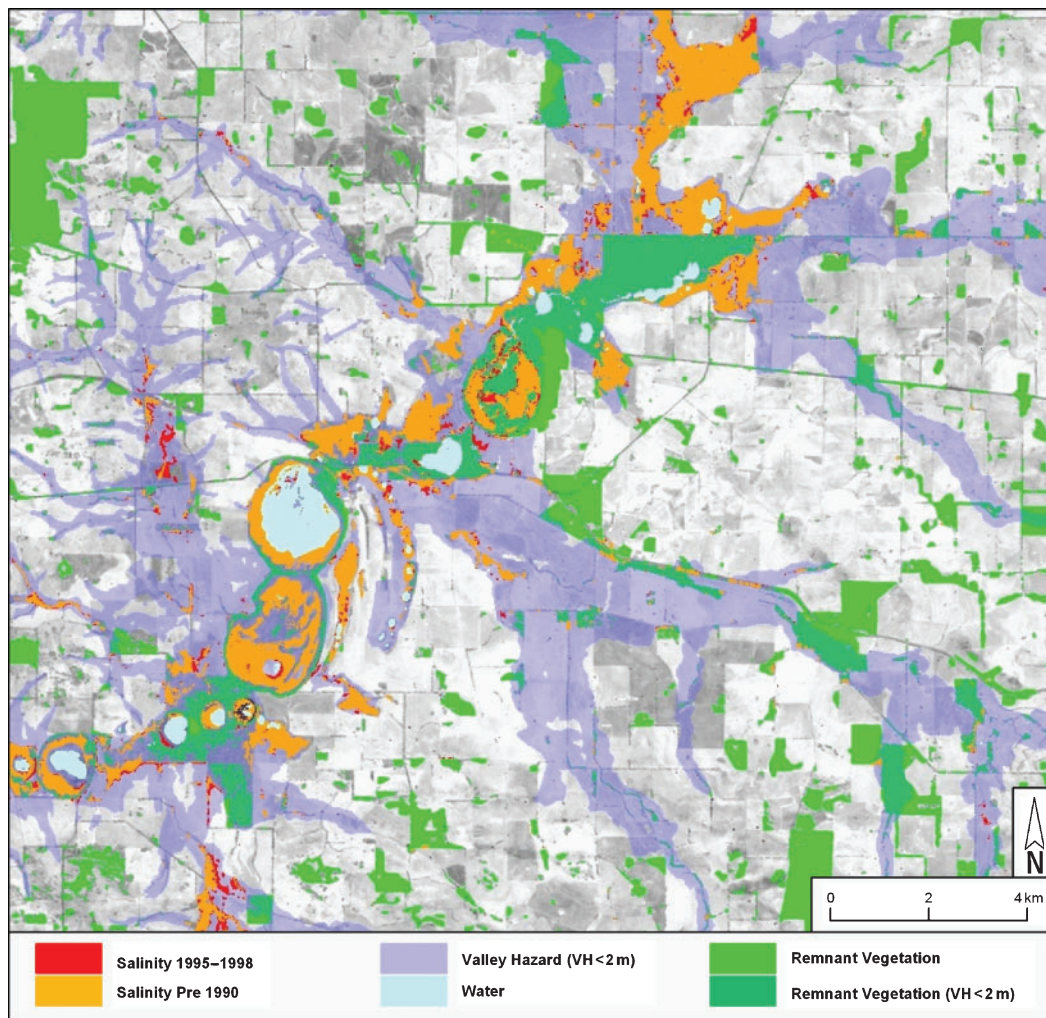 N
0 2 4 km
Salinity 1995–1998
Salinity Pre 1990
Valley Hazard (VH < 2 m)
Water
Remnant Vegetation
Remnant Vegetation (VH < 2 m)